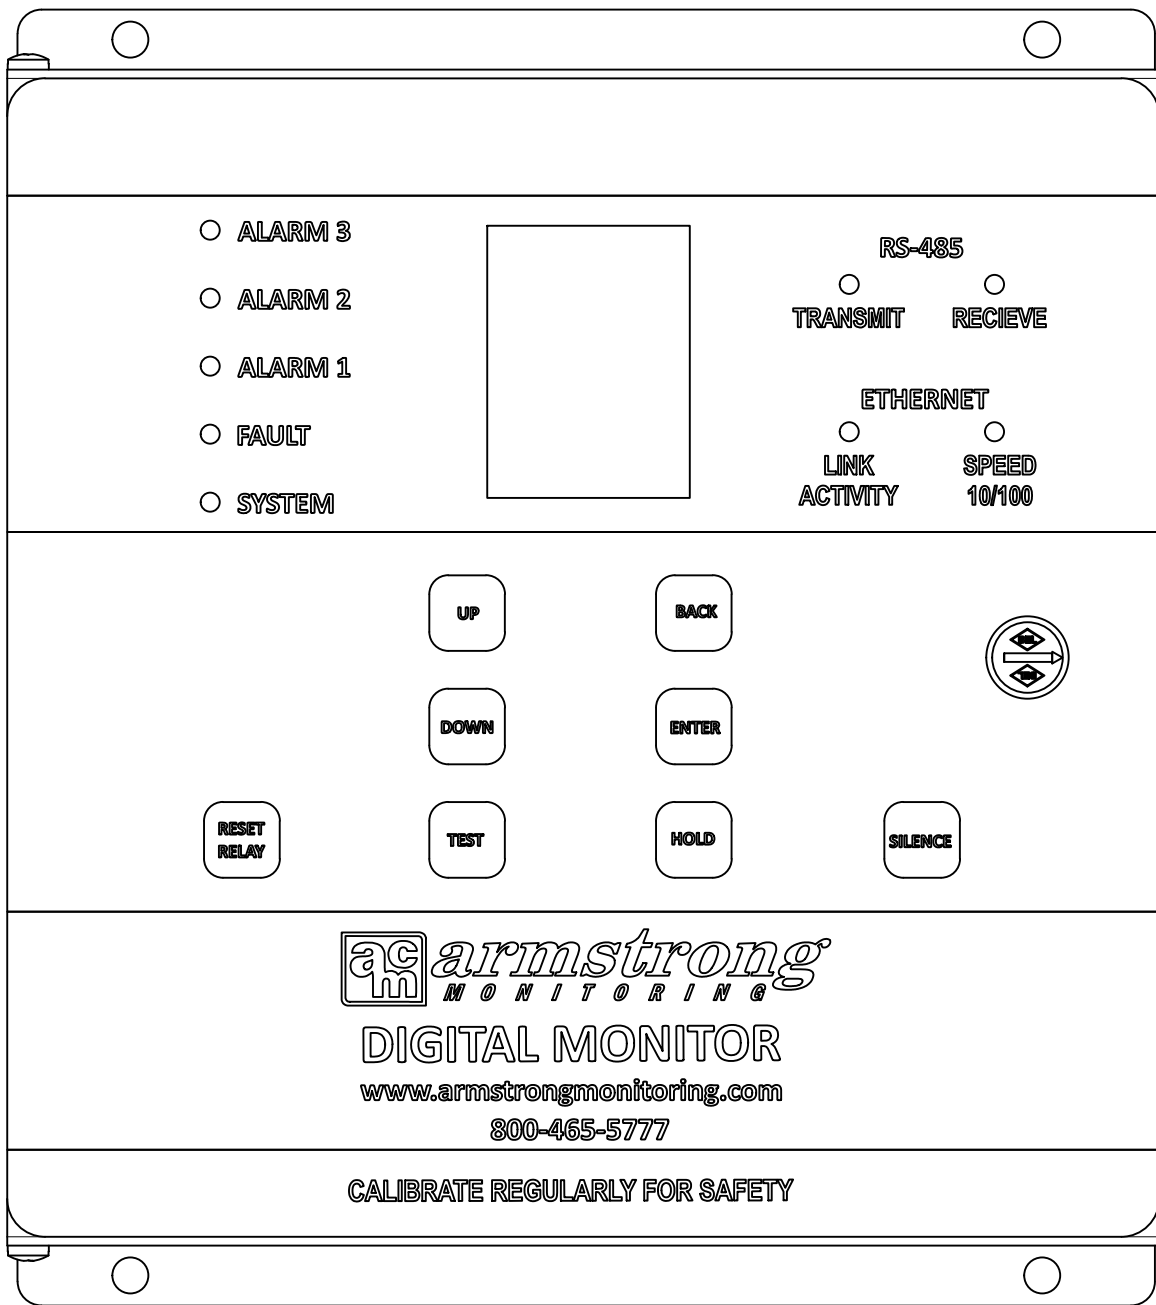 ALARM 3
ALARM 2
ALARM 1
FAULT
SYSTEM
RS-485
TRANSMIT RECIEVE
ETHERNET
LINK SPEED
ACTIVITY 10/100
UP BACK
DOWN ENTER
RESET
RELAY
TEST HOLD SILENCE
acm armstrong
MONITORING
DIGITAL MONITOR
www.armstrongmonitoring.com
800-465-5777
CALIBRATE REGULARLY FOR SAFETY